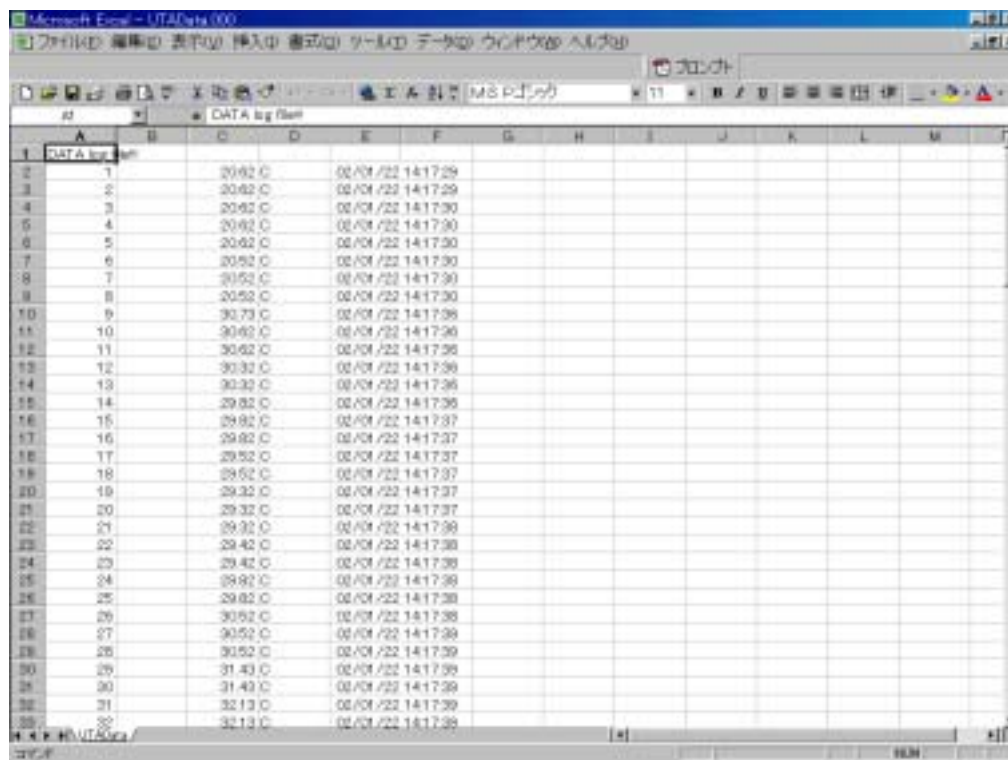 Microsoft Excel - UTAData.000
ファイル(F) 編集(E) 表示(V) 挿入(I) 書式(O) ツール(T) データ(D) ウィンドウ(W) ヘルプ(H)
プロンプト
MS Pゴシック 11 B I U
A1 = DATA log file!!
A B C D E F G H I J K L M
1 DATA log file!!
2 1 20.62 C 02/01/22 14:17:29
3 2 20.62 C 02/01/22 14:17:29
4 3 20.62 C 02/01/22 14:17:30
5 4 20.62 C 02/01/22 14:17:30
6 5 20.62 C 02/01/22 14:17:30
7 6 20.52 C 02/01/22 14:17:30
8 7 20.52 C 02/01/22 14:17:30
9 8 20.52 C 02/01/22 14:17:30
10 9 30.73 C 02/01/22 14:17:36
11 10 30.62 C 02/01/22 14:17:36
12 11 30.62 C 02/01/22 14:17:36
13 12 30.32 C 02/01/22 14:17:36
14 13 30.32 C 02/01/22 14:17:36
15 14 29.82 C 02/01/22 14:17:36
16 15 29.82 C 02/01/22 14:17:37
17 16 29.82 C 02/01/22 14:17:37
18 17 29.52 C 02/01/22 14:17:37
19 18 29.52 C 02/01/22 14:17:37
20 19 29.32 C 02/01/22 14:17:37
21 20 29.32 C 02/01/22 14:17:37
22 21 29.32 C 02/01/22 14:17:38
23 22 29.42 C 02/01/22 14:17:38
24 23 29.42 C 02/01/22 14:17:38
25 24 29.82 C 02/01/22 14:17:38
26 25 29.82 C 02/01/22 14:17:38
27 26 30.52 C 02/01/22 14:17:38
28 27 30.52 C 02/01/22 14:17:39
29 28 30.52 C 02/01/22 14:17:39
30 29 31.43 C 02/01/22 14:17:39
31 30 31.43 C 02/01/22 14:17:39
32 31 32.13 C 02/01/22 14:17:39
33 32 32.13 C 02/01/22 14:17:39
UTAData
コマンド NUM